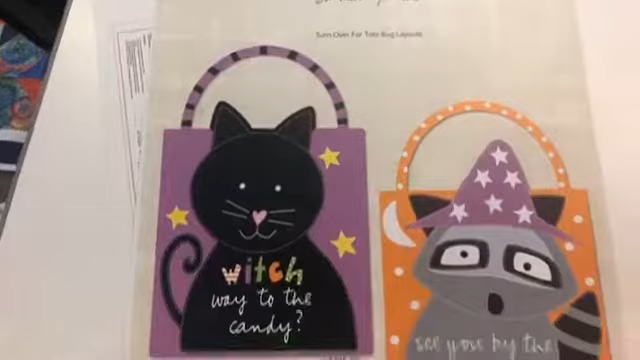 Turn Over For Tote Bag Layouts
witch
way to the
candy?
see you by the